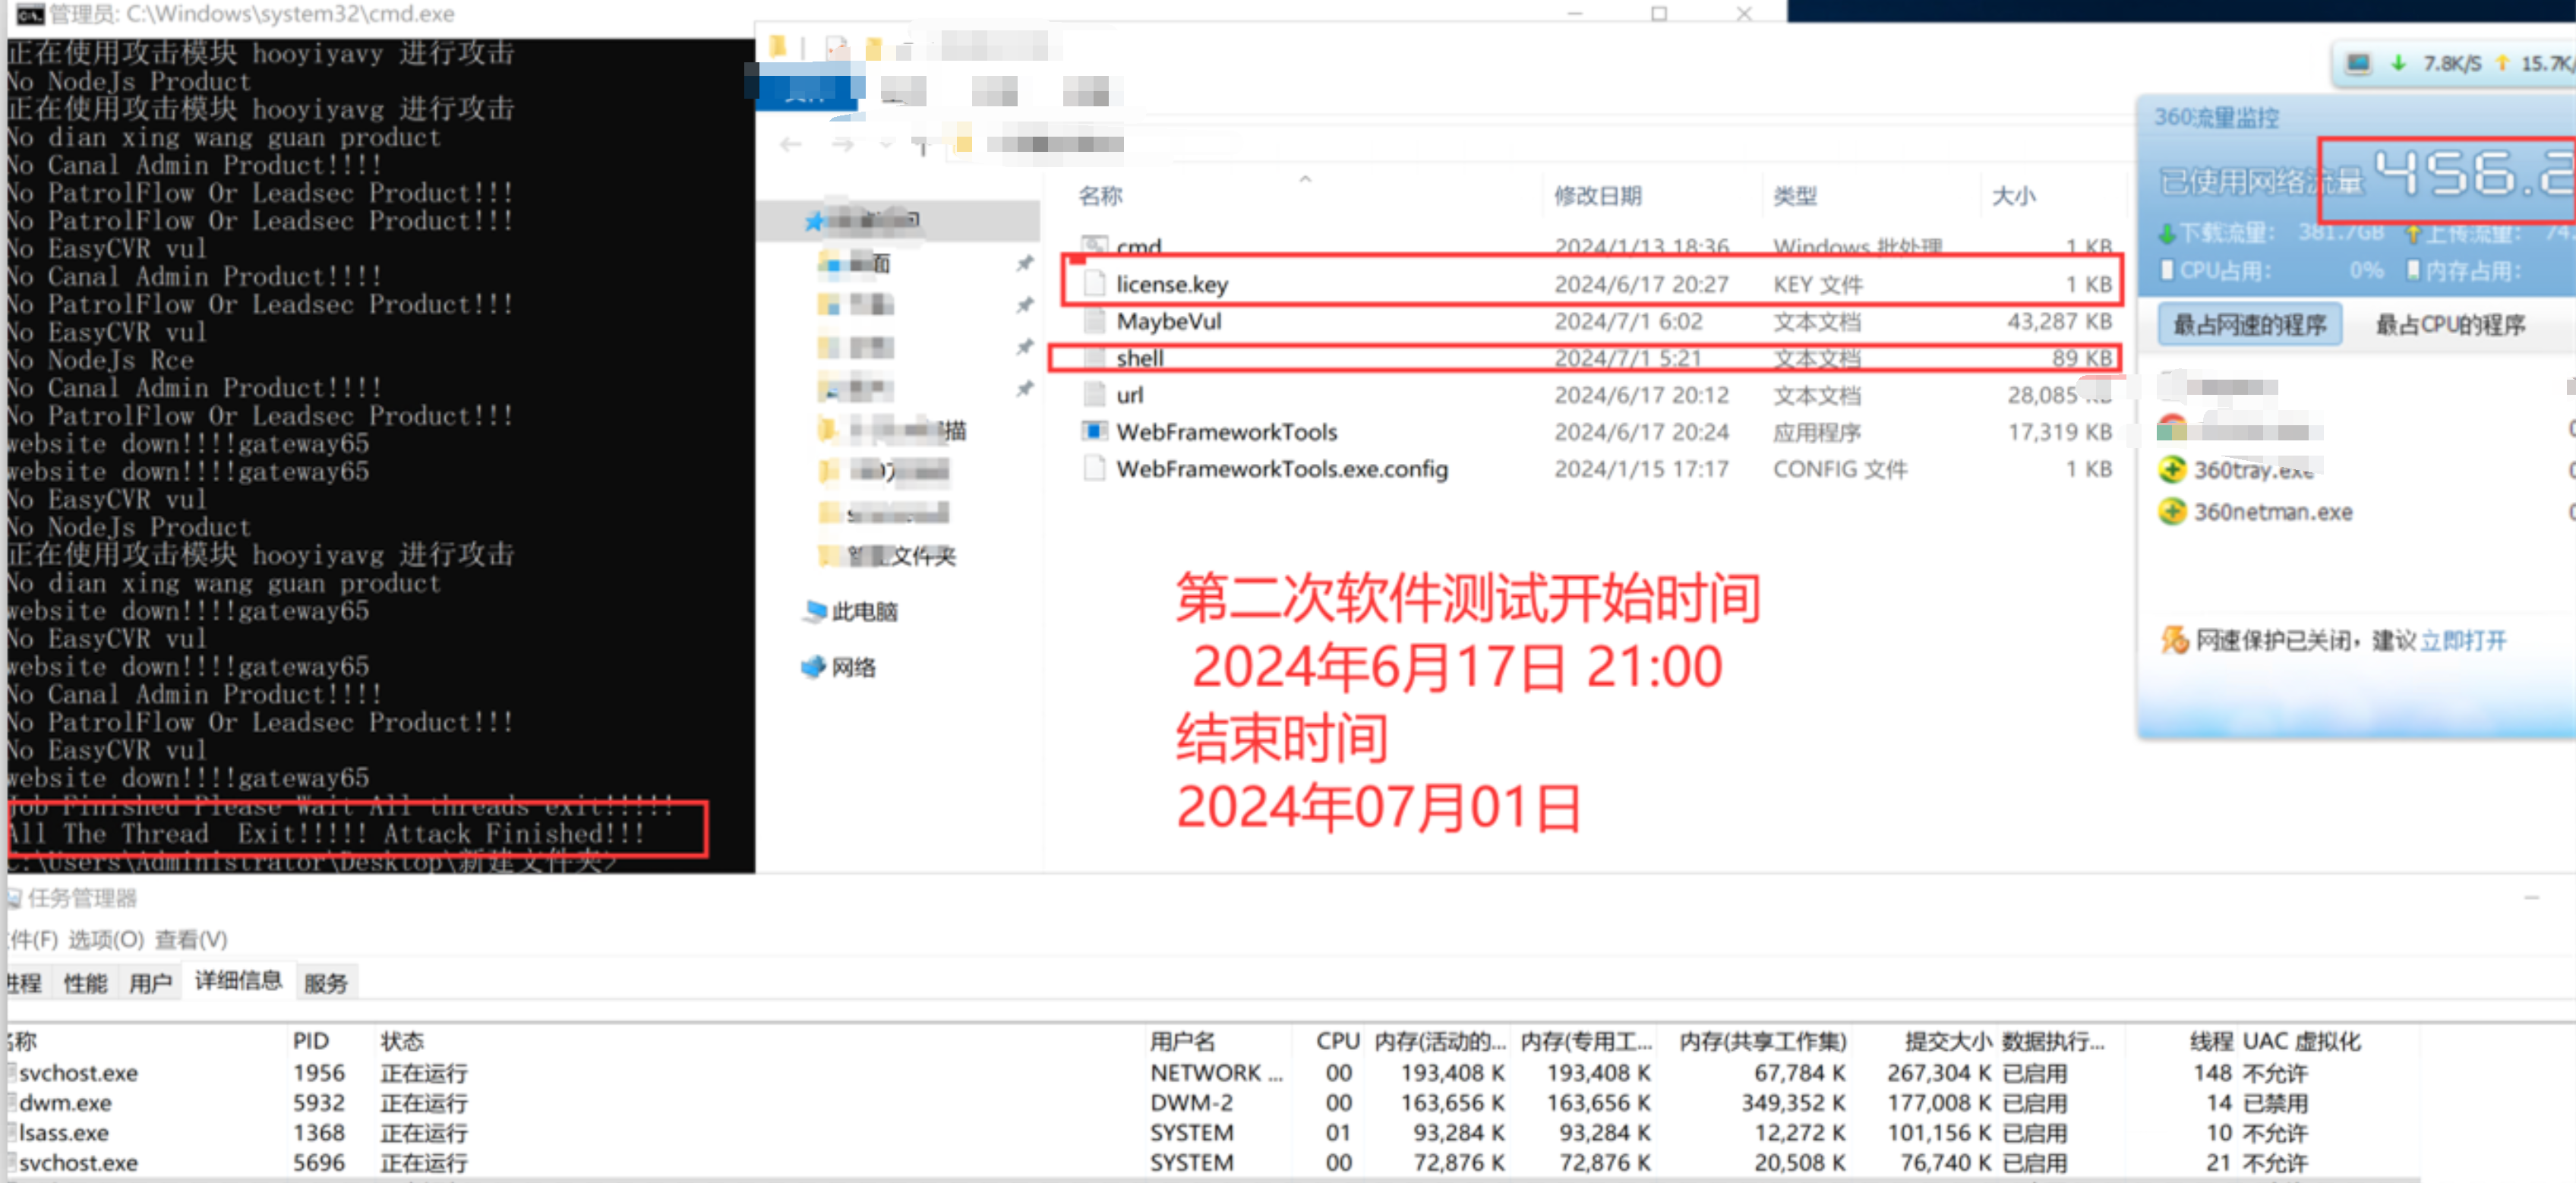 管理员: C:\Windows\system32\cmd.exe
正在使用攻击模块 hooyiyavy 进行攻击
No NodeJs Product
正在使用攻击模块 hooyiyavg 进行攻击
No dian xing wang guan product
No Canal Admin Product!!!!
No PatrolFlow Or Leadsec Product!!!
No PatrolFlow Or Leadsec Product!!!
No EasyCVR vul
No Canal Admin Product!!!!
No PatrolFlow Or Leadsec Product!!!
No EasyCVR vul
No NodeJs Rce
No Canal Admin Product!!!!
No PatrolFlow Or Leadsec Product!!!
website down!!!!gateway65
website down!!!!gateway65
No EasyCVR vul
No NodeJs Product
正在使用攻击模块 hooyiyavg 进行攻击
No dian xing wang guan product
website down!!!!gateway65
No EasyCVR vul
website down!!!!gateway65
No Canal Admin Product!!!!
No PatrolFlow Or Leadsec Product!!!
No EasyCVR vul
website down!!!!gateway65
Job Finished Please Wait All threads exit!!!!!
All The Thread  Exit!!!!! Attack Finished!!!
C:\Users\Administrator\Desktop\新建文件夹>
此电脑
网络
名称 修改日期 类型 大小
cmd 2024/1/13 18:36 Windows 批处理 1 KB
license.key 2024/6/17 20:27 KEY 文件 1 KB
MaybeVul 2024/7/1 6:02 文本文档 43,287 KB
shell 2024/7/1 5:21 文本文档 89 KB
url 2024/6/17 20:12 文本文档 28,085 KB
WebFrameworkTools 2024/6/17 20:24 应用程序 17,319 KB
WebFrameworkTools.exe.config 2024/1/15 17:17 CONFIG 文件 1 KB
第二次软件测试开始时间
2024年6月17日 21:00
结束时间
2024年07月01日
7.8K/S 15.7K/
360流量监控
已使用网络流量 456.2
下载流量: 381.7GB 上传流量: 74.
CPU占用: 0% 内存占用:
最占网速的程序 最占CPU的程序
360tray.exe
360netman.exe
网速保护已关闭，建议立即打开
任务管理器
件(F) 选项(O) 查看(V)
进程 性能 用户 详细信息 服务
名称 PID 状态 用户名 CPU 内存(活动的... 内存(专用工... 内存(共享工作集) 提交大小 数据执行... 线程 UAC 虚拟化
svchost.exe 1956 正在运行 NETWORK ... 00 193,408 K 193,408 K 67,784 K 267,304 K 已启用 148 不允许
dwm.exe 5932 正在运行 DWM-2 00 163,656 K 163,656 K 349,352 K 177,008 K 已启用 14 已禁用
lsass.exe 1368 正在运行 SYSTEM 01 93,284 K 93,284 K 12,272 K 101,156 K 已启用 10 不允许
svchost.exe 5696 正在运行 SYSTEM 00 72,876 K 72,876 K 20,508 K 76,740 K 已启用 21 不允许